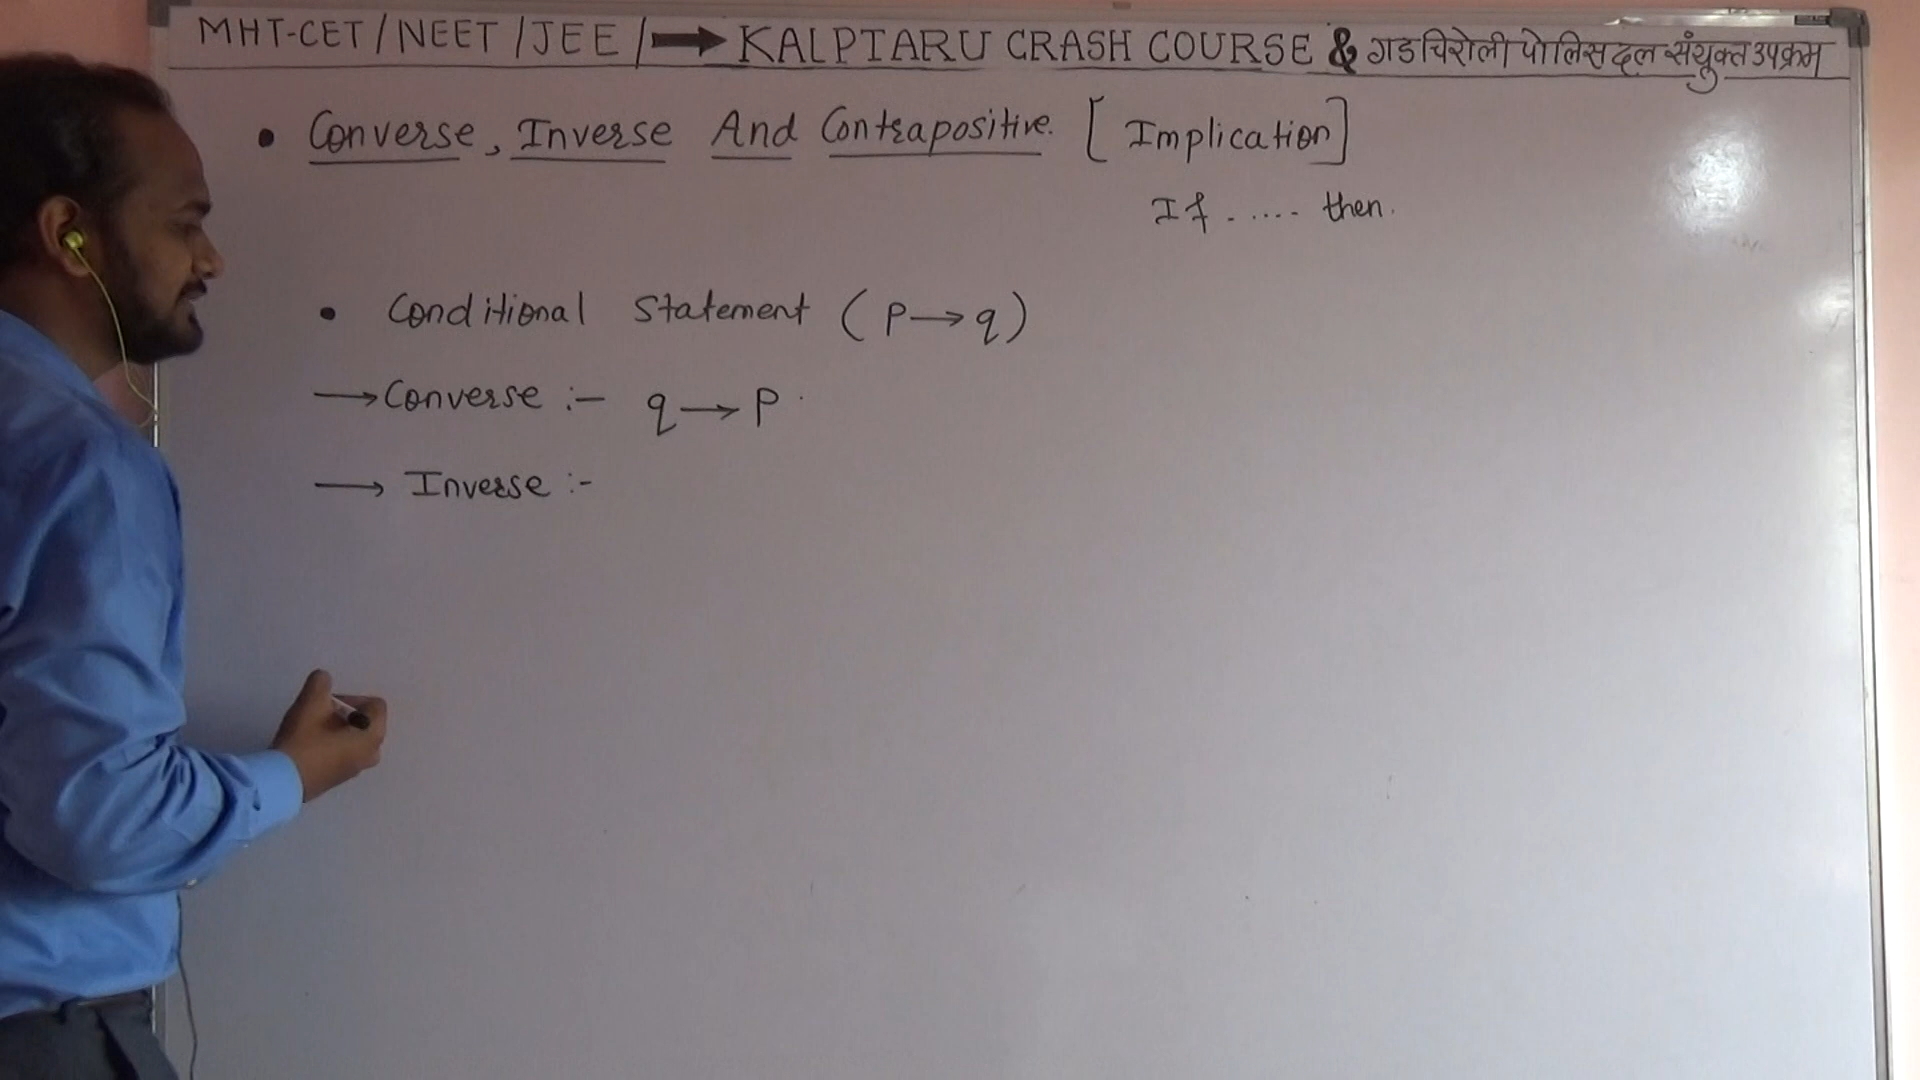 MHT-CET / NEET / JEE / → KALPTARU CRASH COURSE & गडचिरोली पोलिस दल संयुक्त उपक्रम
• Converse, Inverse And Contrapositive. [ Implication ]
If ..... then.
• Conditional Statement ( p → q )
→ Converse :- q → p .
→ Inverse :-